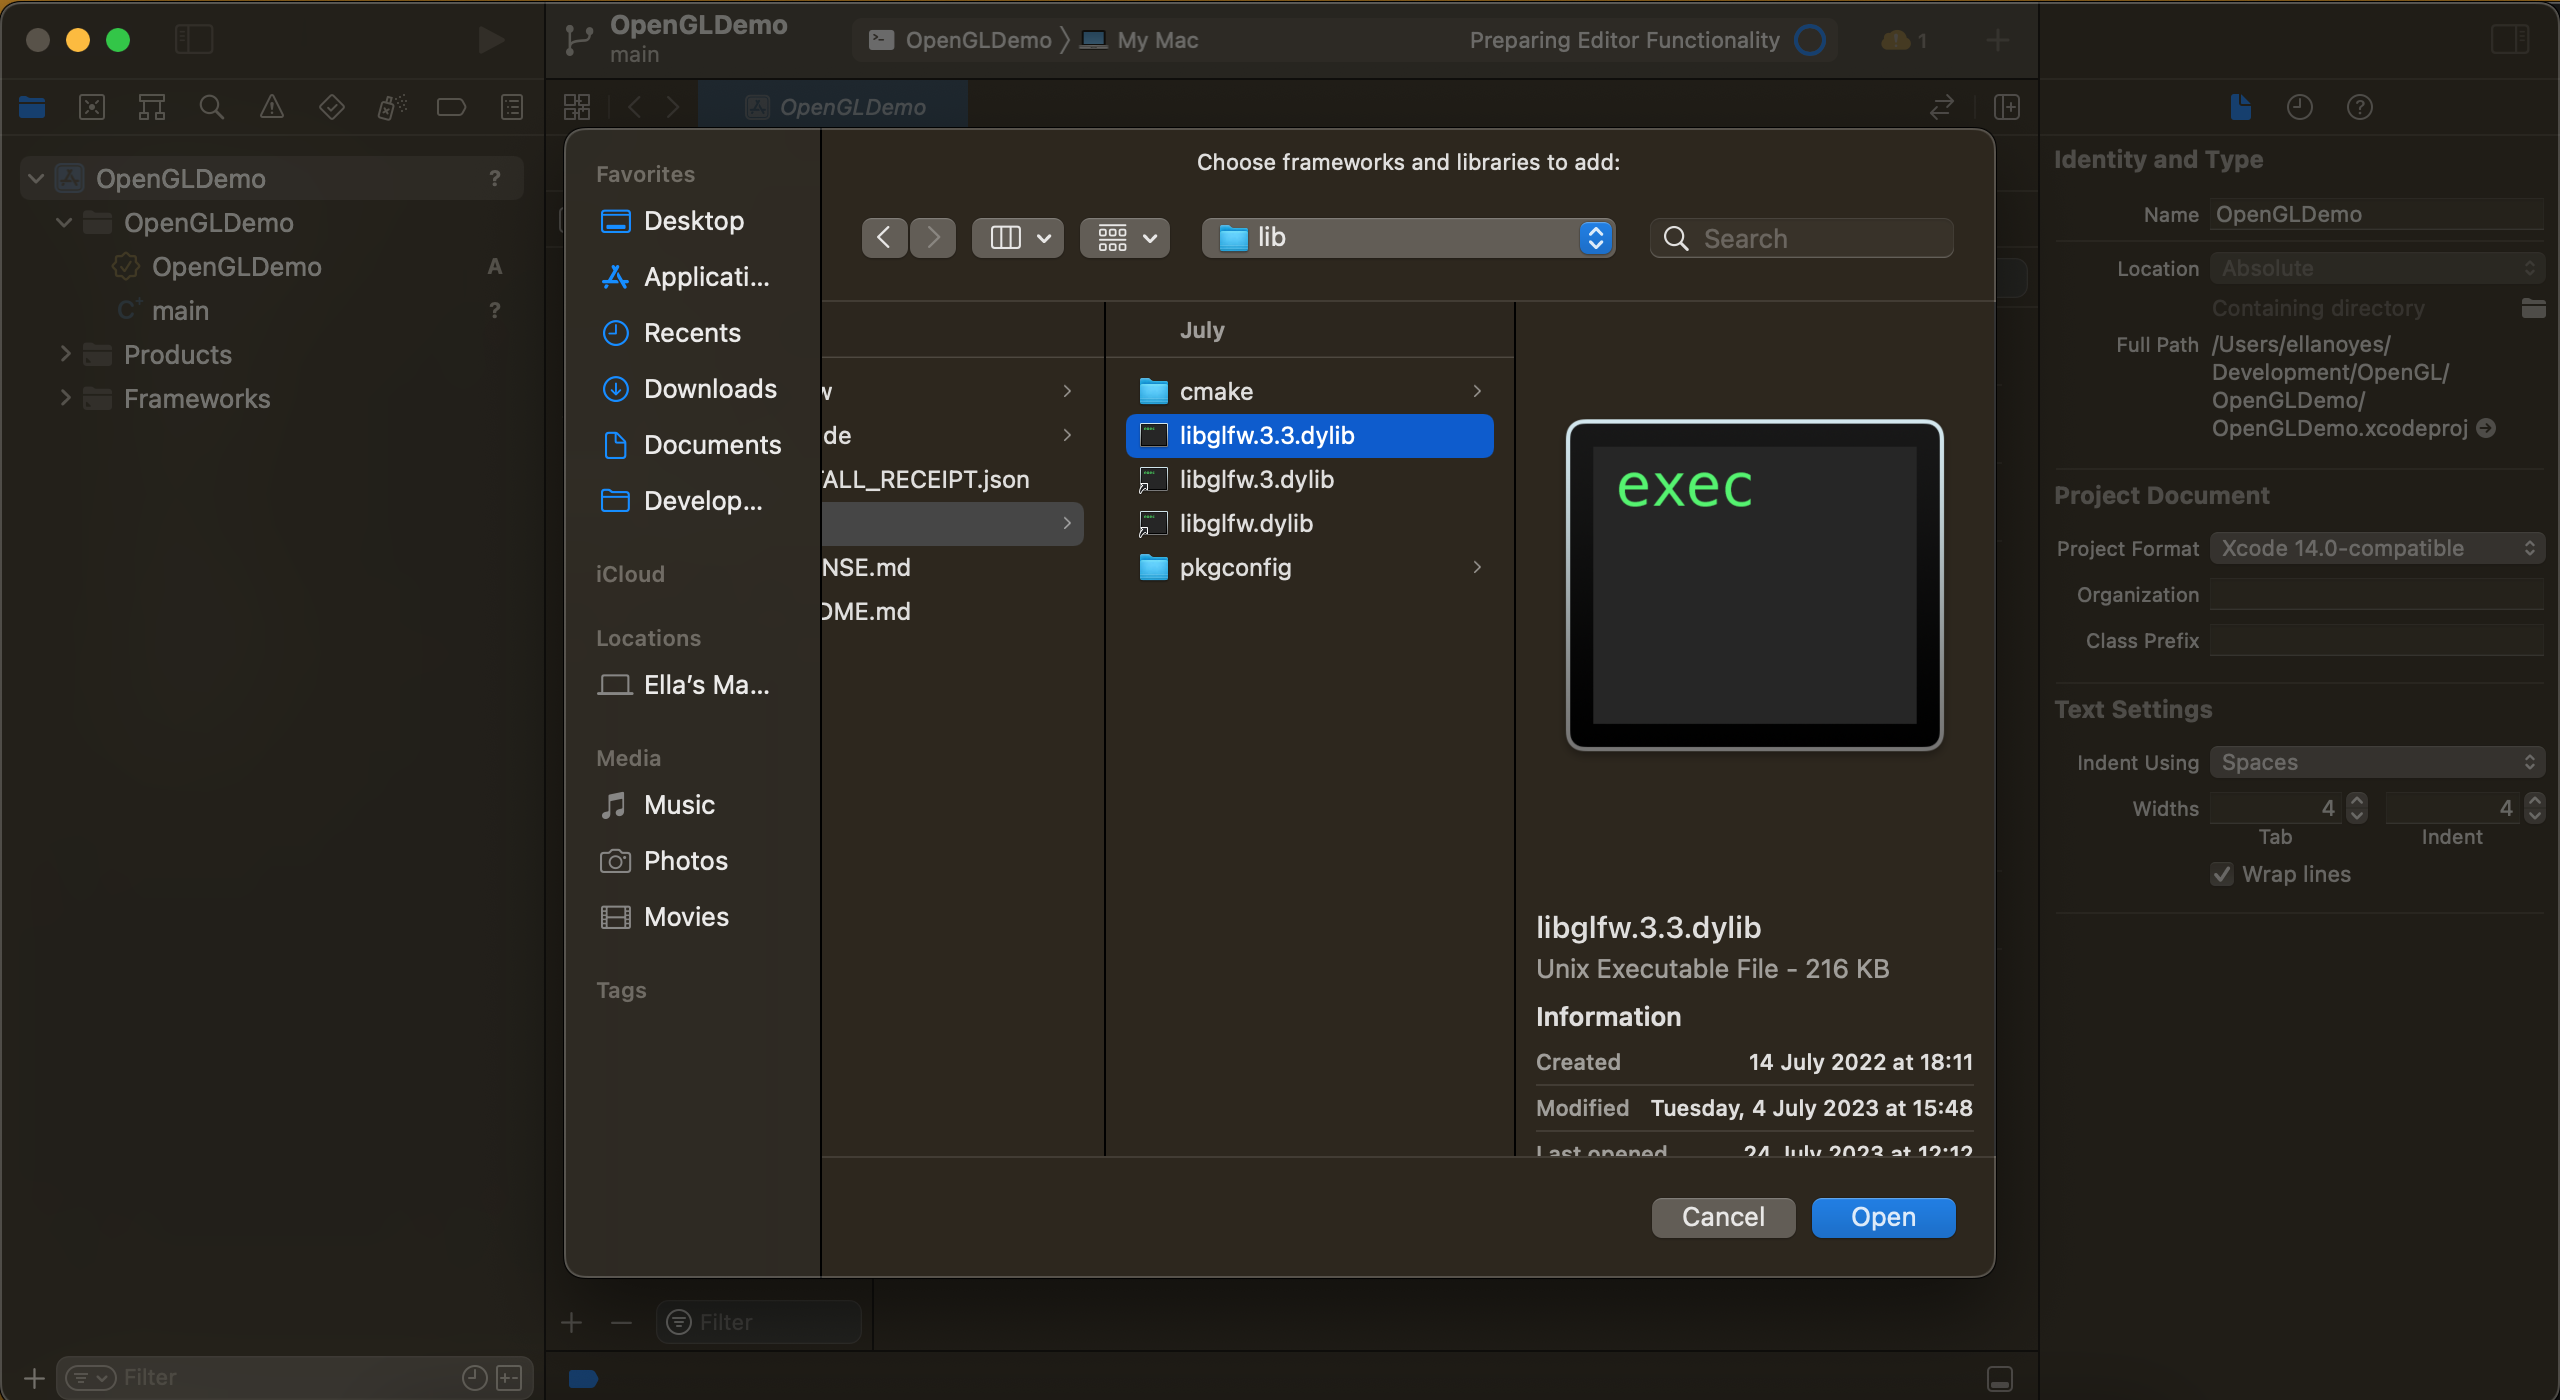 OpenGLDemo
main
OpenGLDemo
My Mac
Preparing Editor Functionality
1
OpenGLDemo
OpenGLDemo
?
OpenGLDemo
OpenGLDemo
A
main
?
Products
Frameworks
Filter
Choose frameworks and libraries to add:
Favorites
Desktop
Applicati...
Recents
Downloads
Documents
Develop...
iCloud
Locations
Ella's Ma...
Media
Music
Photos
Movies
Tags
lib
Search
w
de
ALL_RECEIPT.json
NSE.md
DME.md
July
cmake
libglfw.3.3.dylib
libglfw.3.dylib
libglfw.dylib
pkgconfig
exec
libglfw.3.3.dylib
Unix Executable File - 216 KB
Information
Created 14 July 2022 at 18:11
Modified Tuesday, 4 July 2023 at 15:48
Last opened 24 July 2023 at 12:12
Cancel
Open
Filter
Identity and Type
Name OpenGLDemo
Location Absolute
Containing directory
Full Path /Users/ellanoyes/
Development/OpenGL/
OpenGLDemo/
OpenGLDemo.xcodeproj
Project Document
Project Format Xcode 14.0-compatible
Organization
Class Prefix
Text Settings
Indent Using Spaces
Widths 4 4
Tab Indent
Wrap lines